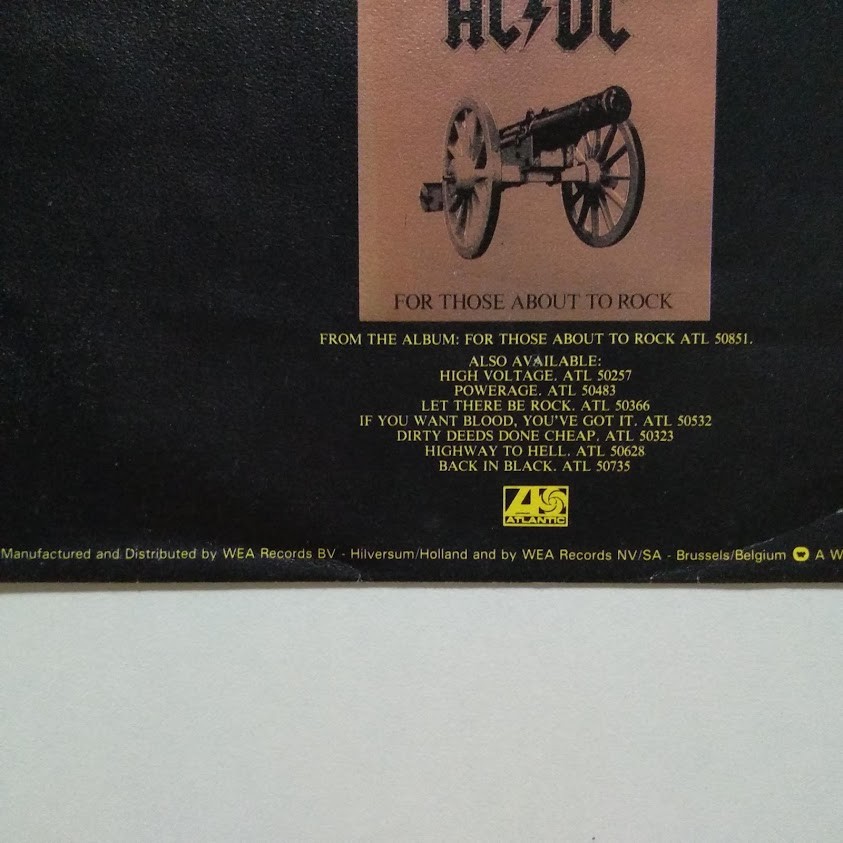 AC/DC
FOR THOSE ABOUT TO ROCK
FROM THE ALBUM: FOR THOSE ABOUT TO ROCK ATL 50851.
ALSO AVAILABLE:
HIGH VOLTAGE. ATL 50257
POWERAGE. ATL 50483
LET THERE BE ROCK. ATL 50366
IF YOU WANT BLOOD, YOU'VE GOT IT. ATL 50532
DIRTY DEEDS DONE CHEAP. ATL 50323
HIGHWAY TO HELL. ATL 50628
BACK IN BLACK. ATL 50735
ATLANTIC
Manufactured and Distributed by WEA Records BV - Hilversum/Holland and by WEA Records NV/SA - Brussels/Belgium A W